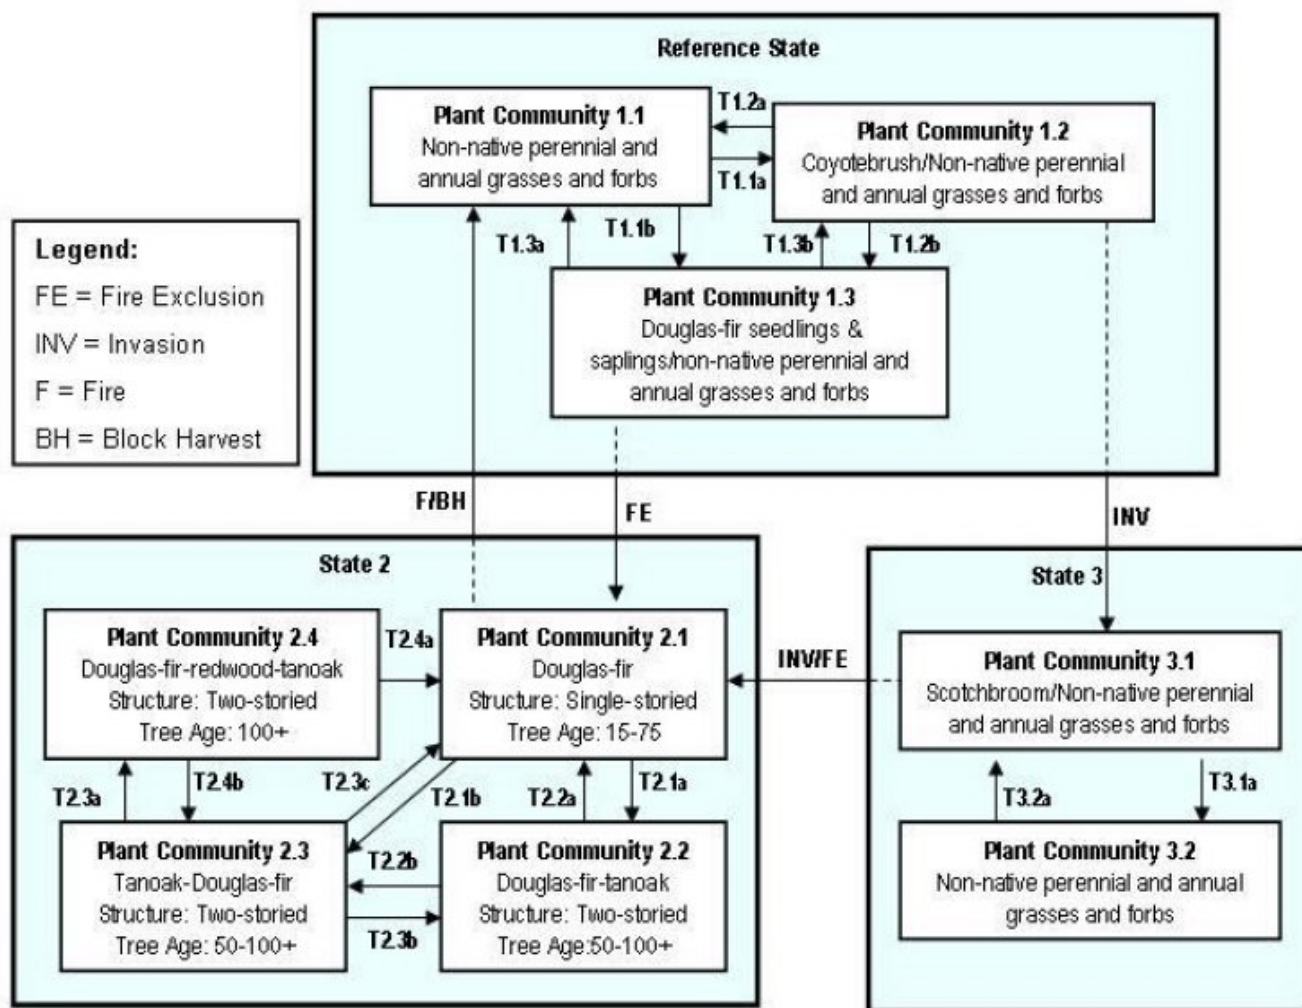 Reference State
Plant Community 1.1
Non-native perennial and
annual grasses and forbs
T1.2a
T1.1a
Plant Community 1.2
Coyotebrush/Non-native perennial
and annual grasses and forbs
T1.3a
T1.1b
T1.3b
T1.2b
Plant Community 1.3
Douglas-fir seedlings &
saplings/non-native perennial and
annual grasses and forbs
Legend:
FE = Fire Exclusion
INV = Invasion
F = Fire
BH = Block Harvest
F/BH
FE
INV
State 2
Plant Community 2.4
Douglas-fir-redwood-tanoak
Structure: Two-storied
Tree Age: 100+
T2.4a
Plant Community 2.1
Douglas-fir
Structure: Single-storied
Tree Age: 15-75
INV/FE
T2.3a
T2.4b
T2.3c
T2.1b
T2.2a
T2.1a
Plant Community 2.3
Tanoak-Douglas-fir
Structure: Two-storied
Tree Age: 50-100+
T2.2b
T2.3b
Plant Community 2.2
Douglas-fir-tanoak
Structure: Two-storied
Tree Age:50-100+
State 3
Plant Community 3.1
Scotchbroom/Non-native perennial
and annual grasses and forbs
T3.2a
T3.1a
Plant Community 3.2
Non-native perennial and annual
grasses and forbs